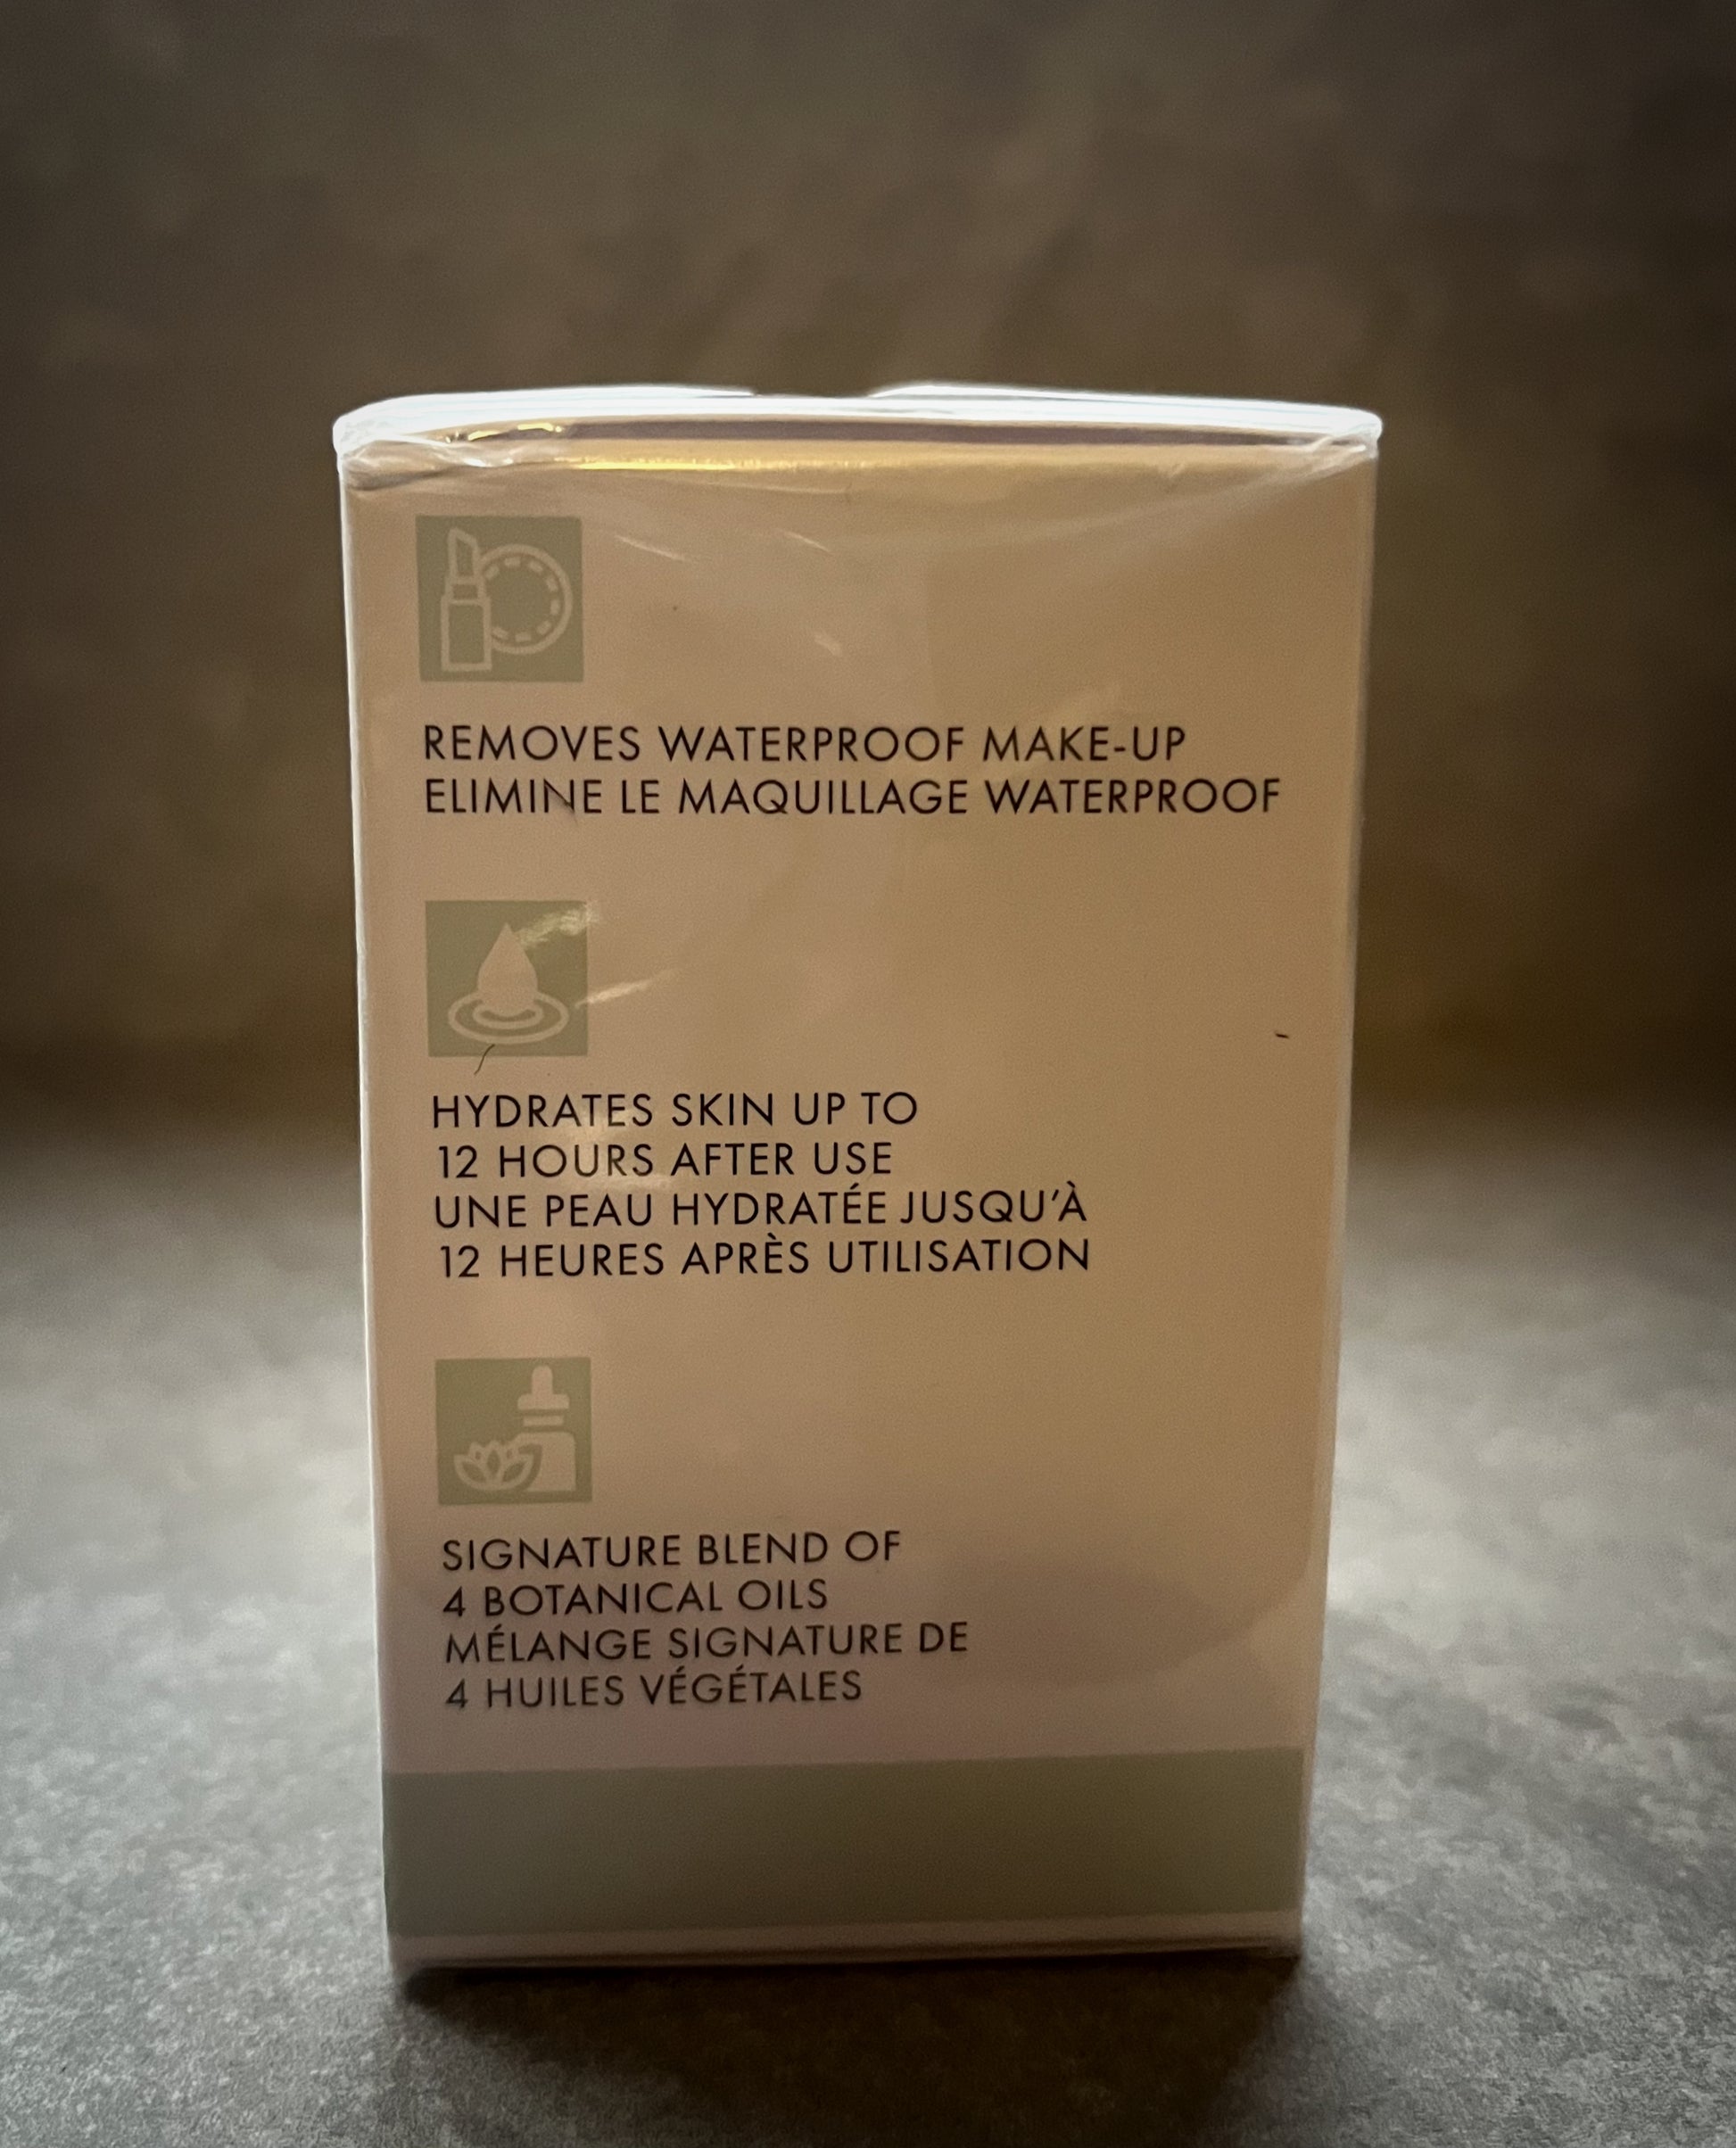 REMOVES WATERPROOF MAKE-UP
ELIMINE LE MAQUILLAGE WATERPROOF
HYDRATES SKIN UP TO
12 HOURS AFTER USE
UNE PEAU HYDRATÉE JUSQU'À
12 HEURES APRÈS UTILISATION
SIGNATURE BLEND OF
4 BOTANICAL OILS
MÉLANGE SIGNATURE DE
4 HUILES VÉGÉTALES